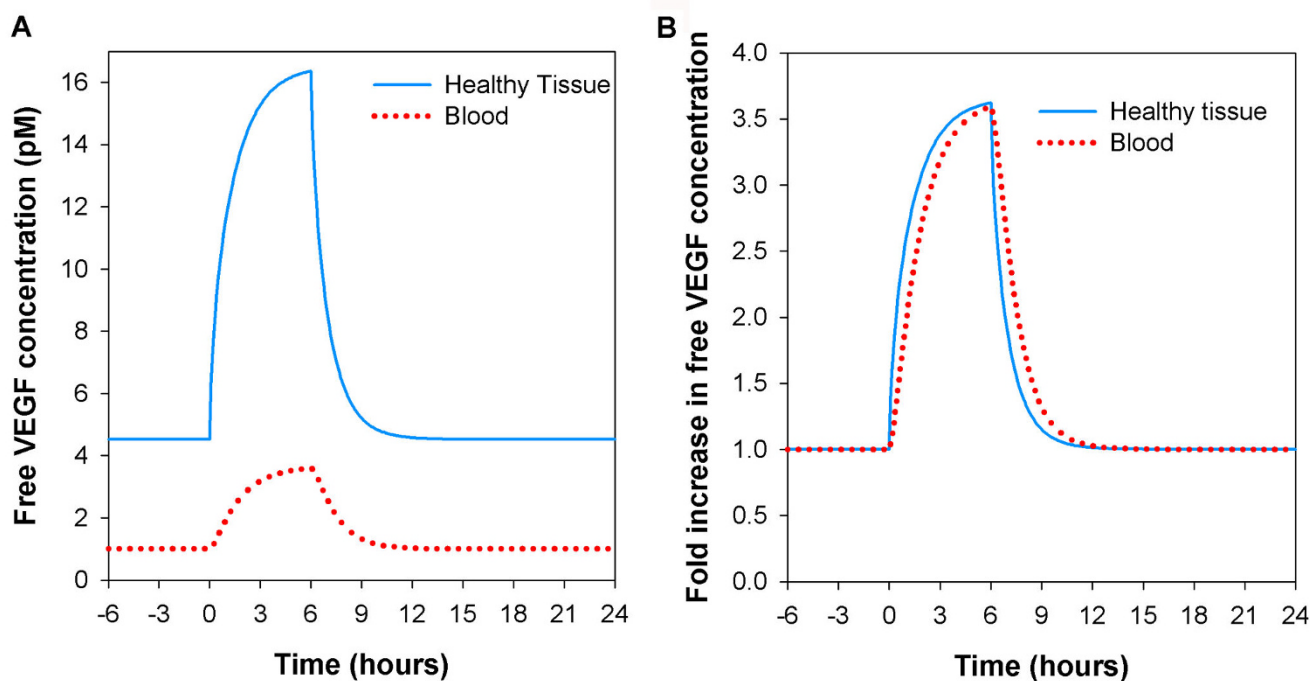 A
Free VEGF concentration (pM)
16
14
12
10
8
6
4
2
0
Healthy Tissue
Blood
-6 -3 0 3 6 9 12 15 18 21 24
Time (hours)
B
Fold increase in free VEGF concentration
4.0
3.5
3.0
2.5
2.0
1.5
1.0
0.5
0.0
Healthy tissue
Blood
-6 -3 0 3 6 9 12 15 18 21 24
Time (hours)